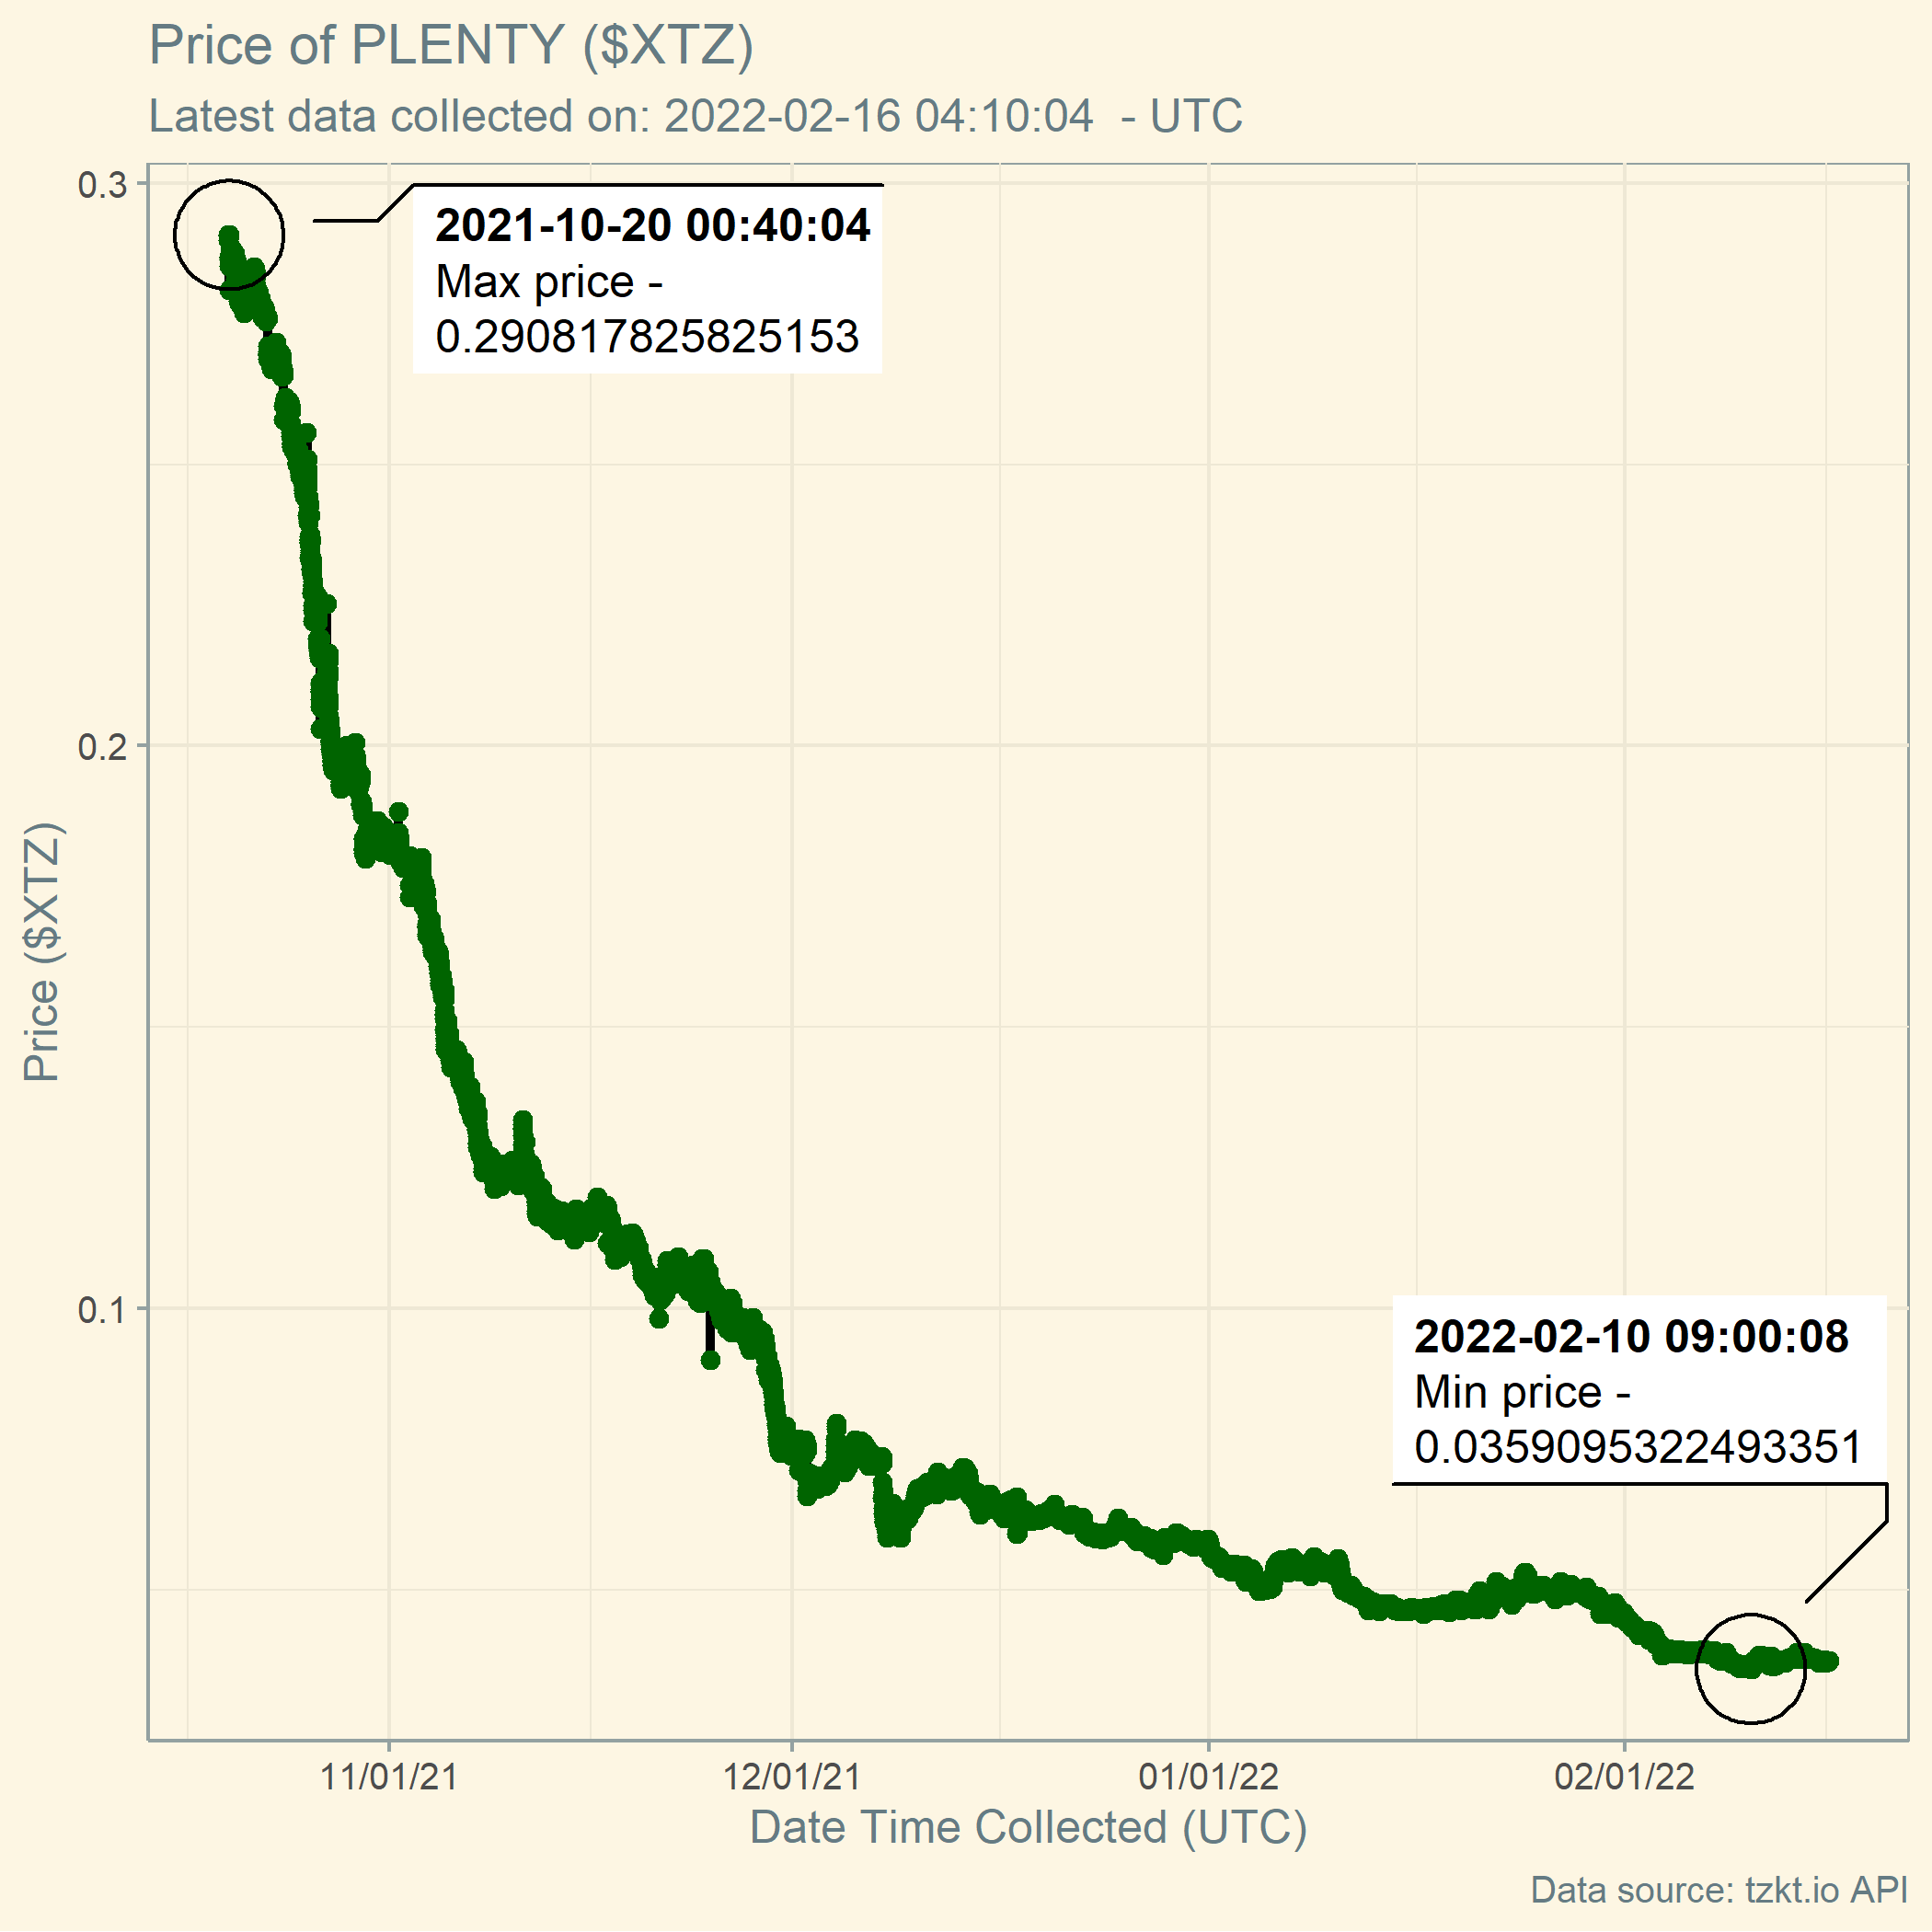 Price of PLENTY ($XTZ)
Latest data collected on: 2022-02-16 04:10:04  - UTC
0.3
2021-10-20 00:40:04
Max price -
0.290817825825153
0.2
Price ($XTZ)
0.1
2022-02-10 09:00:08
Min price -
0.0359095322493351
11/01/21
12/01/21
01/01/22
02/01/22
Date Time Collected (UTC)
Data source: tzkt.io API